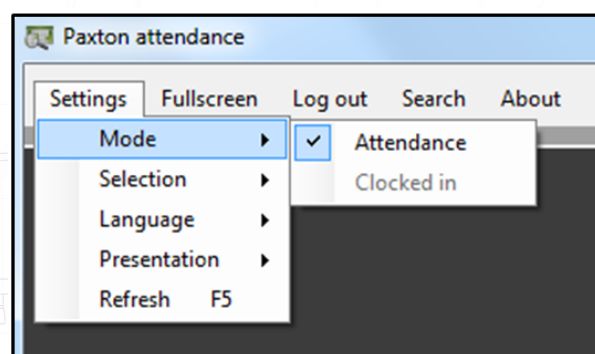 Paxton attendance
Settings Fullscreen Log out Search About
Mode
Attendance
Selection
Clocked in
Language
Presentation
Refresh F5